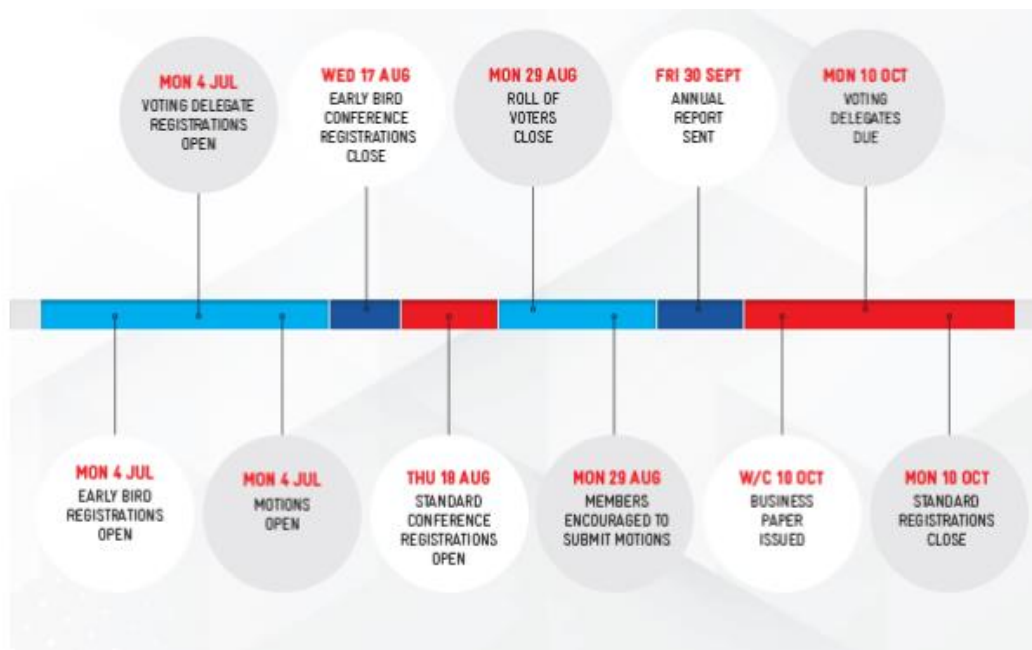 MON 4 JUL
VOTING DELEGATE
REGISTRATIONS
OPEN
WED 17 AUG
EARLY BIRD
CONFERENCE
REGISTRATIONS
CLOSE
MON 29 AUG
ROLL OF
VOTERS
CLOSE
FRI 30 SEPT
ANNUAL
REPORT
SENT
MON 10 OCT
VOTING
DELEGATES
DUE
MON 4 JUL
EARLY BIRD
REGISTRATIONS
OPEN
MON 4 JUL
MOTIONS
OPEN
THU 18 AUG
STANDARD
CONFERENCE
REGISTRATIONS
OPEN
MON 29 AUG
MEMBERS
ENCOURAGED TO
SUBMIT MOTIONS
W/C 10 OCT
BUSINESS
PAPER
ISSUED
MON 10 OCT
STANDARD
REGISTRATIONS
CLOSE